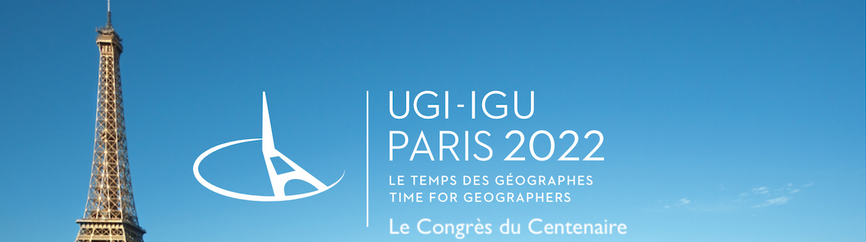 UGI-IGU
PARIS 2022
LE TEMPS DES GÉOGRAPHES
TIME FOR GEOGRAPHERS
Le Congrès du Centenaire